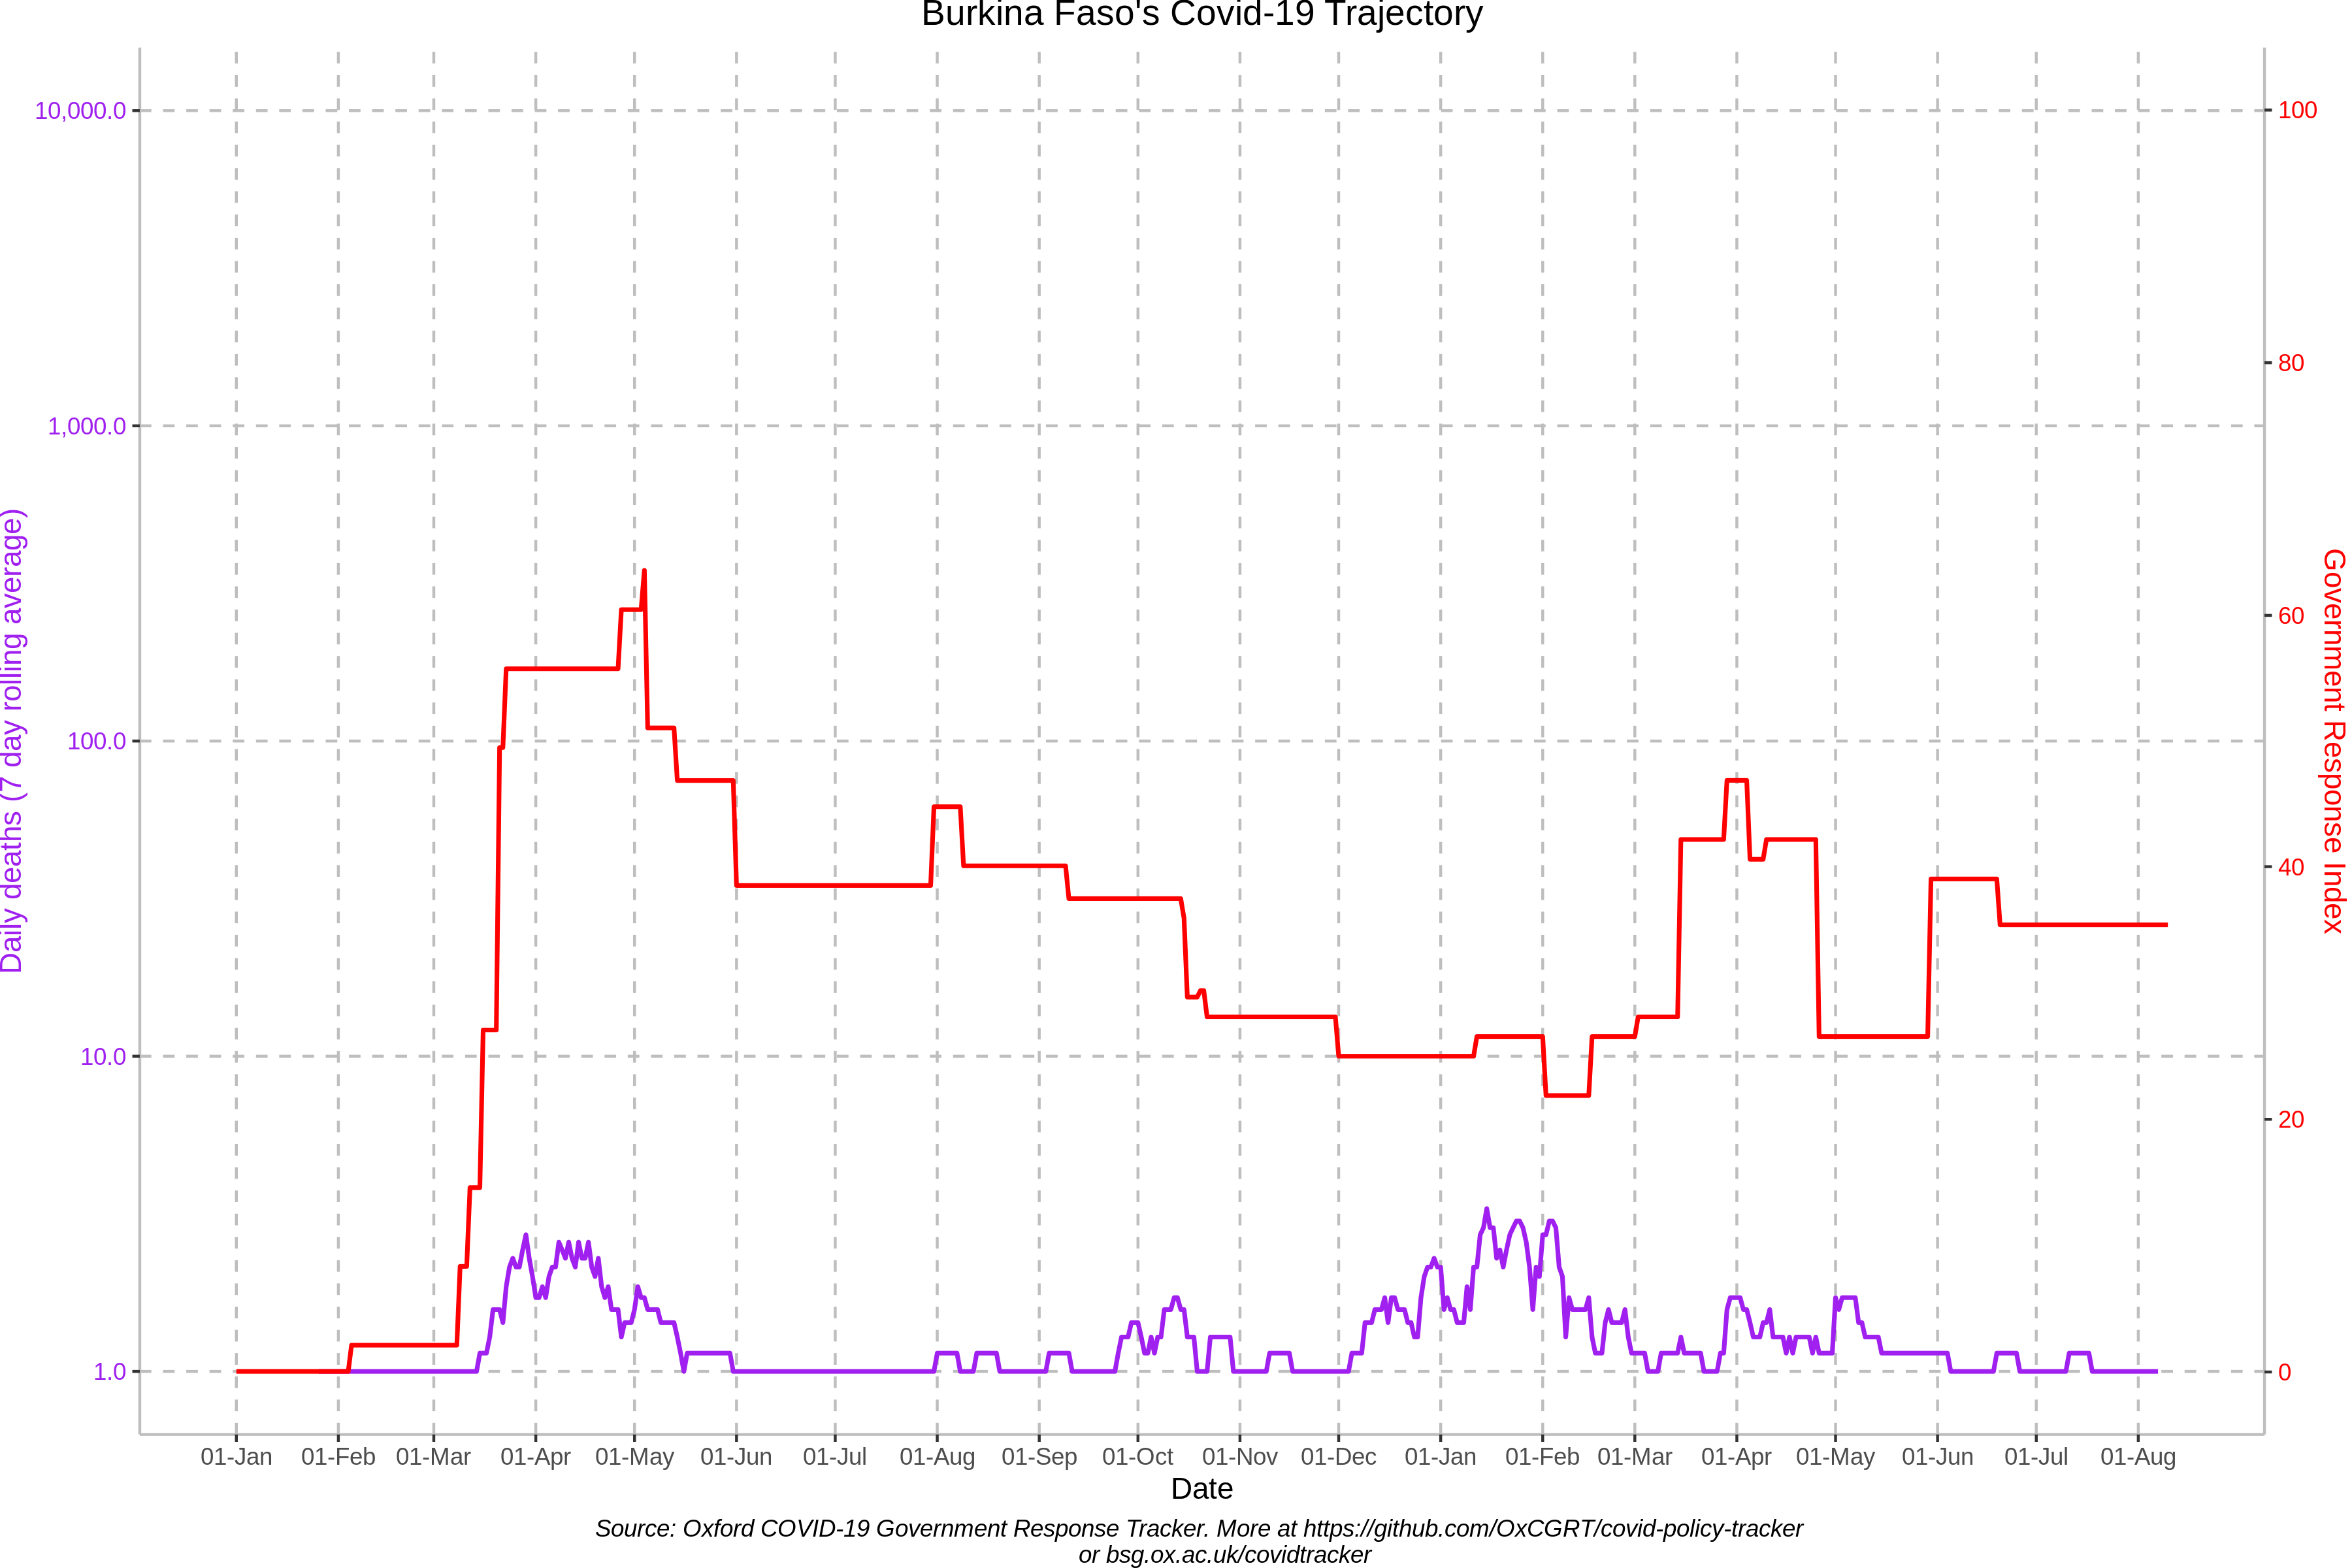 Burkina Faso's Covid-19 Trajectory
10,000.0
1,000.0
100.0
10.0
1.0
Daily deaths (7 day rolling average)
100
80
60
40
20
0
Government Response Index
01-Jan 01-Feb 01-Mar 01-Apr 01-May 01-Jun 01-Jul 01-Aug 01-Sep 01-Oct 01-Nov 01-Dec 01-Jan 01-Feb 01-Mar 01-Apr 01-May 01-Jun 01-Jul 01-Aug
Date
Source: Oxford COVID-19 Government Response Tracker. More at https://github.com/OxCGRT/covid-policy-tracker
or bsg.ox.ac.uk/covidtracker